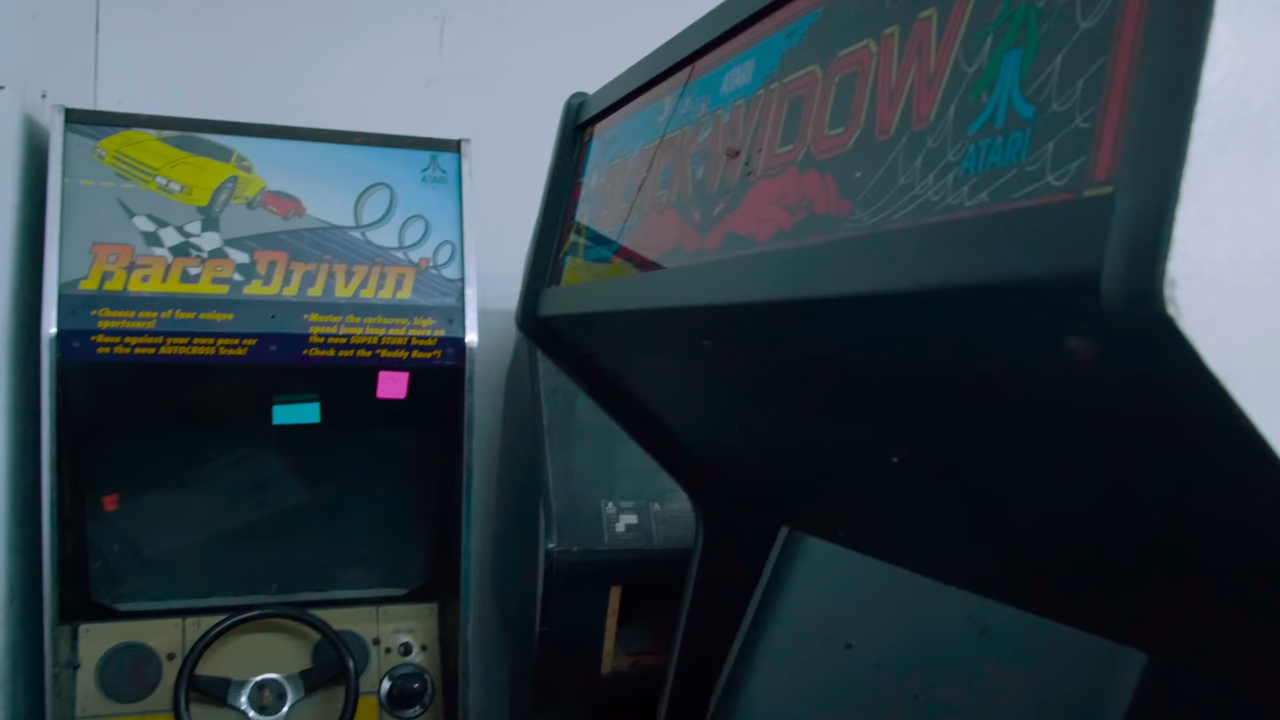 ATARI
Race Drivin'
•Choose one of four unique
sportscars!
•Race against your own pace car
on the new AUTOCROSS Track!
•Master the corkscrew, high-
speed jump loop and more on
the new SUPER STUNT Track!
•Check out the "Buddy Race"!
ATARI
WIDOW
ATARI